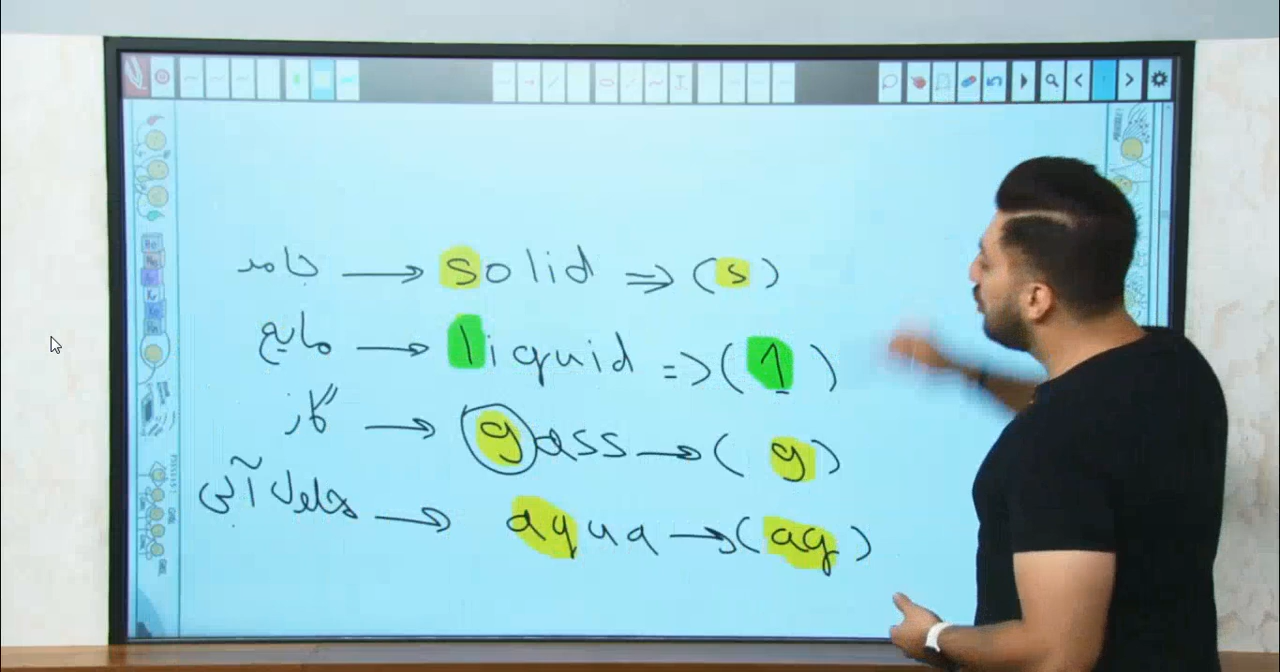 جامد → solid ⇒ (s)
مایع → liquid => (l)
گاز → gass → (g)
محلول آبی → aqua → (aq)